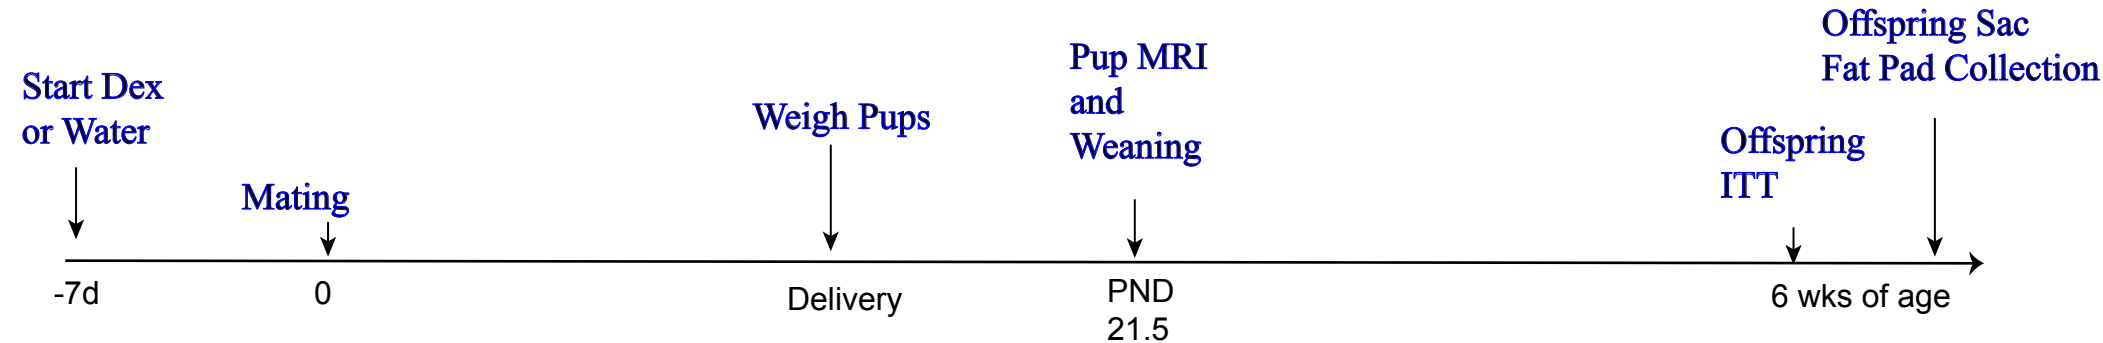 Start Dex
or Water
Mating
Weigh Pups
Pup MRI
and
Weaning
Offspring
ITT
Offspring Sac
Fat Pad Collection
-7d
0
Delivery
PND
21.5
6 wks of age